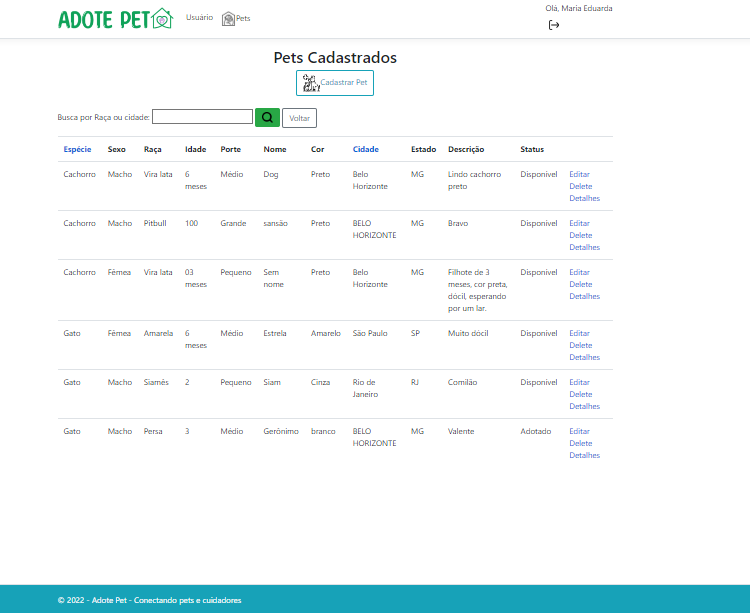 ADOTE PET
Usuário
Pets
Olá, Maria Eduarda
Pets Cadastrados
Cadastrar Pet
Busca por Raça ou cidade:
Voltar
Espécie Sexo Raça Idade Porte Nome Cor Cidade Estado Descrição Status
Cachorro Macho Vira lata 6 meses Médio Dog Preto Belo Horizonte MG Lindo cachorro preto Disponível Editar Delete Detalhes
Cachorro Macho Pitbull 100 Grande sansão Preto BELO HORIZONTE MG Bravo Disponível Editar Delete Detalhes
Cachorro Fêmea Vira lata 03 meses Pequeno Sem nome Preto Belo Horizonte MG Filhote de 3 meses, cor preta, dócil, esperando por um lar. Disponível Editar Delete Detalhes
Gato Fêmea Amarela 6 meses Médio Estrela Amarelo São Paulo SP Muito dócil Disponível Editar Delete Detalhes
Gato Macho Siamês 2 Pequeno Siam Cinza Rio de Janeiro RJ Comilão Disponível Editar Delete Detalhes
Gato Macho Persa 3 Médio Gerônimo branco BELO HORIZONTE MG Valente Adotado Editar Delete Detalhes
© 2022 - Adote Pet - Conectando pets e cuidadores